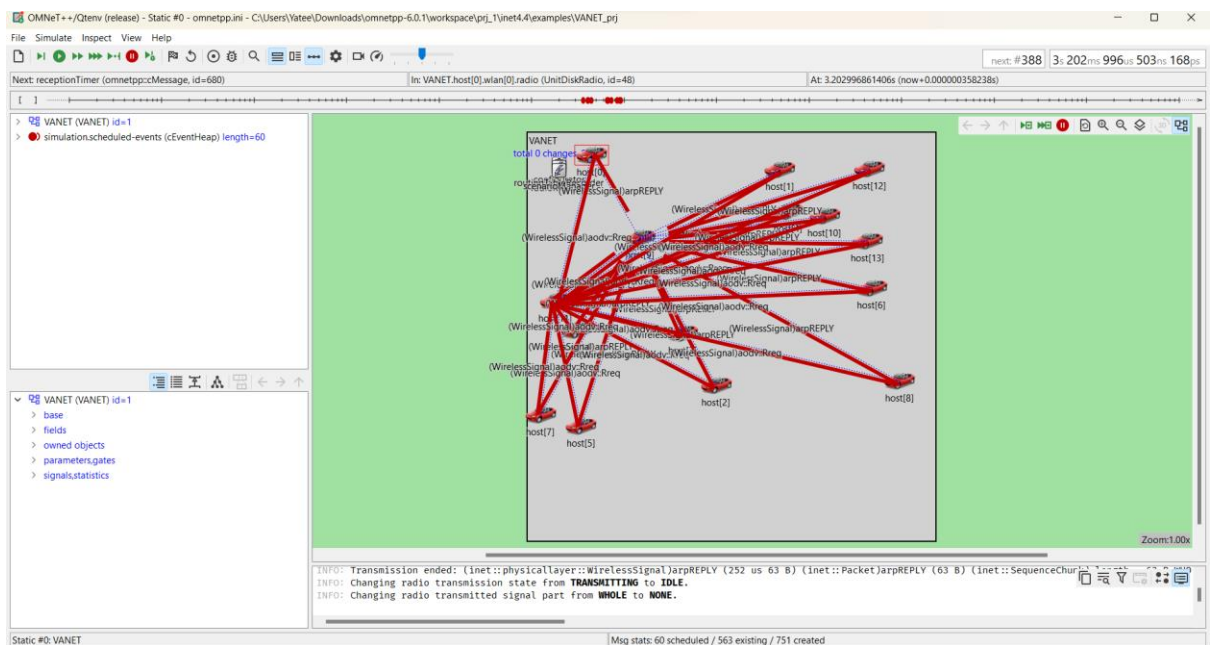 OMNeT++/Qtenv (release) - Static #0 - omnetpp.ini - C:\Users\Yatee\Downloads\omnetpp-6.0.1\workspace\prj_1\inet4.4\examples\VANET_prj
File Simulate Inspect View Help
next: #388 3s 202ms 996us 503ns 168ps
Next: receptionTimer (omnetpp::cMessage, id=680) In: VANET.host[0].wlan[0].radio (UnitDiskRadio, id=48) At: 3.202996861406s (now+0.000000358238s)
VANET (VANET) id=1
simulation.scheduled-events (cEventHeap) length=60
VANET
total 0 changes
host[0]
(WirelessSignal)arpREPLY
host[1]
host[12]
host[10]
(WirelessSignal)aodv::Rreq
host[13]
host[6]
(WirelessSignal)arpREPLY
host[2]
host[8]
host[7]
host[5]
Zoom:1.00x
VANET (VANET) id=1
base
fields
owned objects
parameters,gates
signals,statistics
INFO: Transmission ended: (inet::physicallayer::WirelessSignal)arpREPLY (252 us 63 B) (inet::Packet)arpREPLY (63 B) (inet::SequenceChunk)
INFO: Changing radio transmission state from TRANSMITTING to IDLE.
INFO: Changing radio transmitted signal part from WHOLE to NONE.
Static #0: VANET Msg stats: 60 scheduled / 563 existing / 751 created